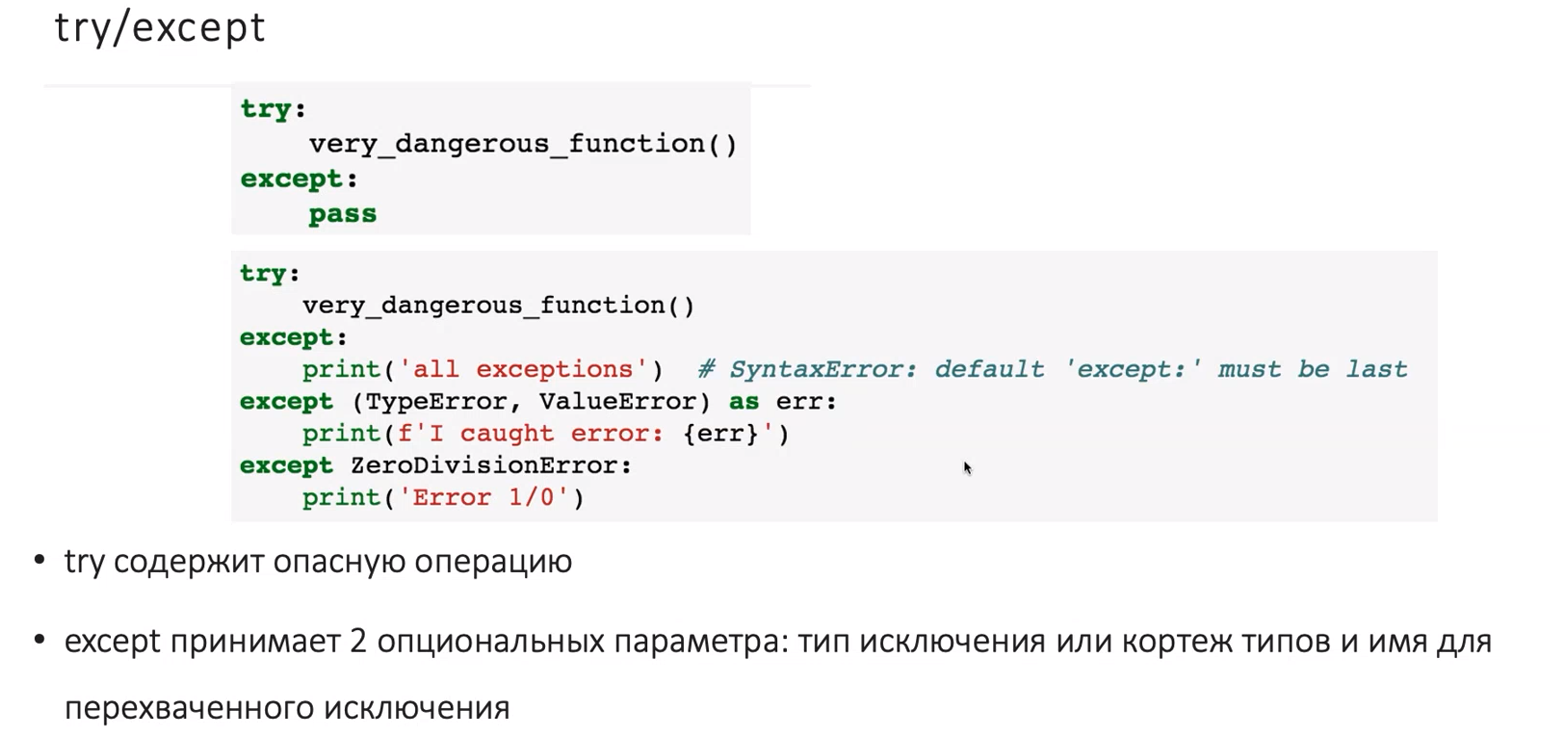 try/except
try:
    very_dangerous_function()
except:
    pass
try:
    very_dangerous_function()
except:
    print('all exceptions')  # SyntaxError: default 'except:' must be last
except (TypeError, ValueError) as err:
    print(f'I caught error: {err}')
except ZeroDivisionError:
    print('Error 1/0')
• try содержит опасную операцию
• except принимает 2 опциональных параметра: тип исключения или кортеж типов и имя для
перехваченного исключения